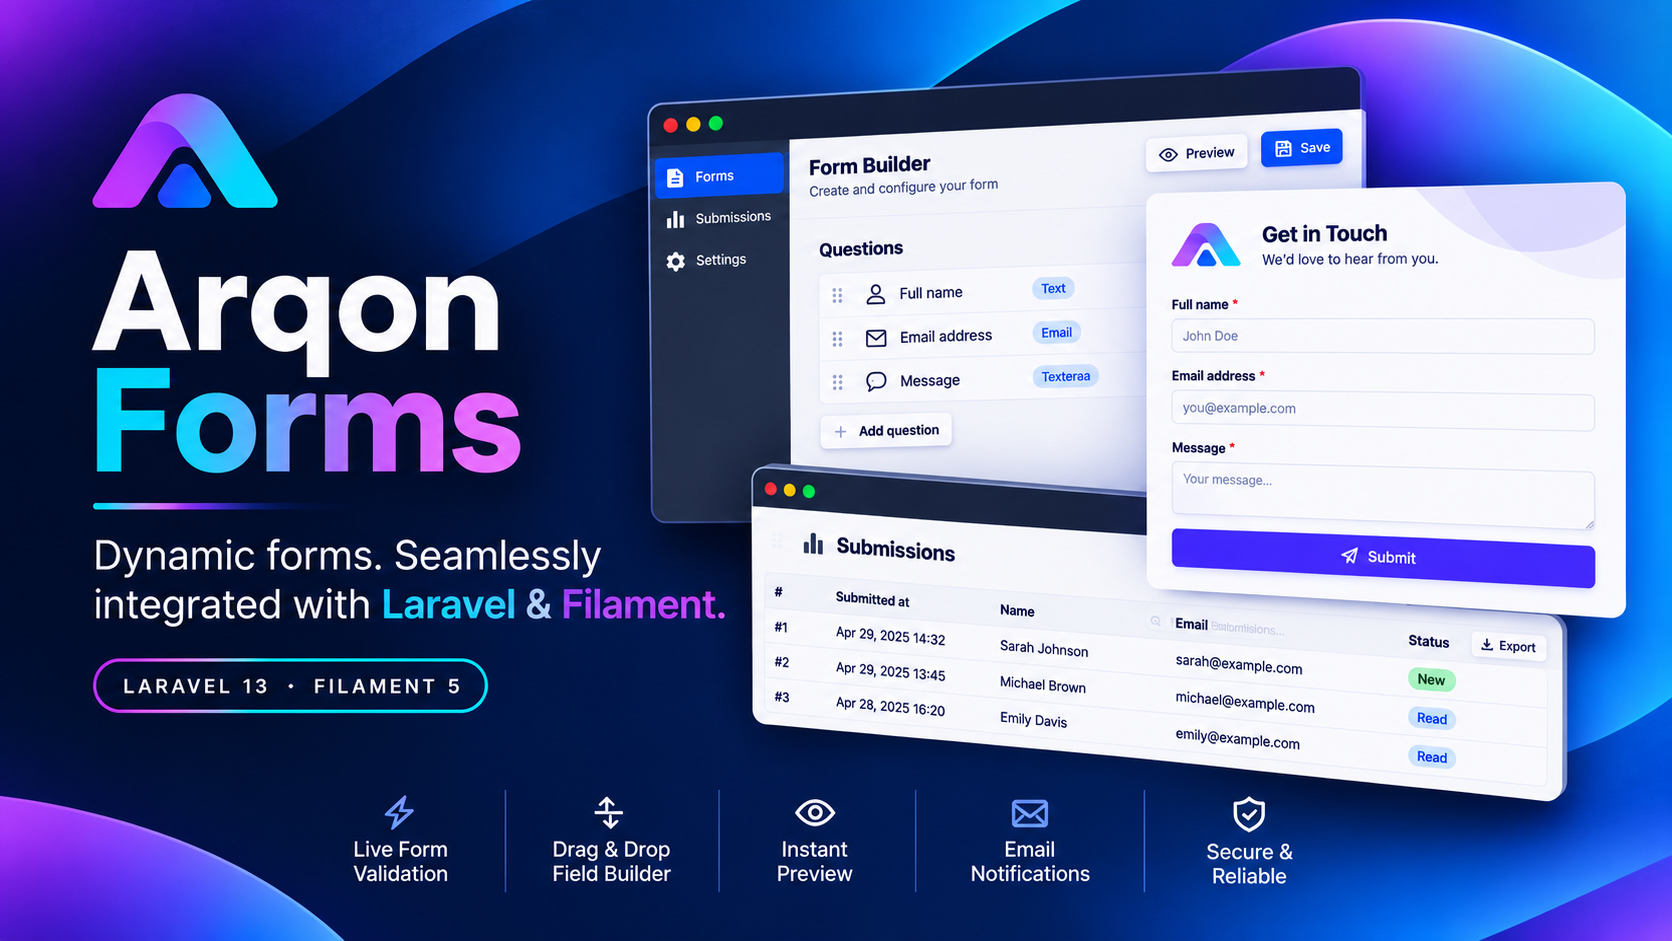 Arqon
Forms
Dynamic forms. Seamlessly
integrated with Laravel & Filament.
LARAVEL 13 · FILAMENT 5
Forms
Submissions
Settings
Form Builder
Create and configure your form
Preview
Save
Questions
Full name Text
Email address Email
Message Texteraa
+ Add question
Get in Touch
We'd love to hear from you.
Full name *
John Doe
Email address *
you@example.com
Message *
Your message...
Submit
Submissions
Export
# Submitted at Name Email Status
#1 Apr 29, 2025 14:32 Sarah Johnson sarah@example.com New
#2 Apr 29, 2025 13:45 Michael Brown michael@example.com Read
#3 Apr 28, 2025 16:20 Emily Davis emily@example.com Read
Live Form
Validation
Drag & Drop
Field Builder
Instant
Preview
Email
Notifications
Secure &
Reliable